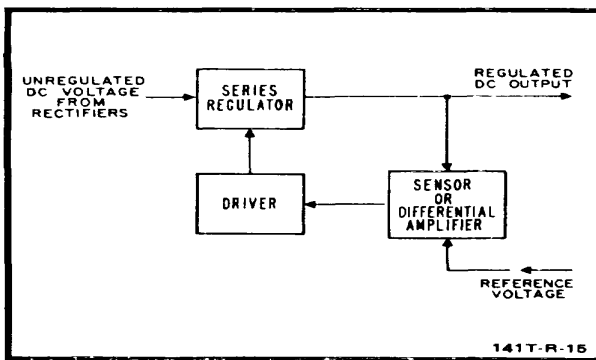 UNREGULATED
DC VOLTAGE
FROM
RECTIFIERS
SERIES
REGULATOR
REGULATED
DC OUTPUT
DRIVER
SENSOR
OR
DIFFERENTIAL
AMPLIFIER
REFERENCE
VOLTAGE
141T-R-15